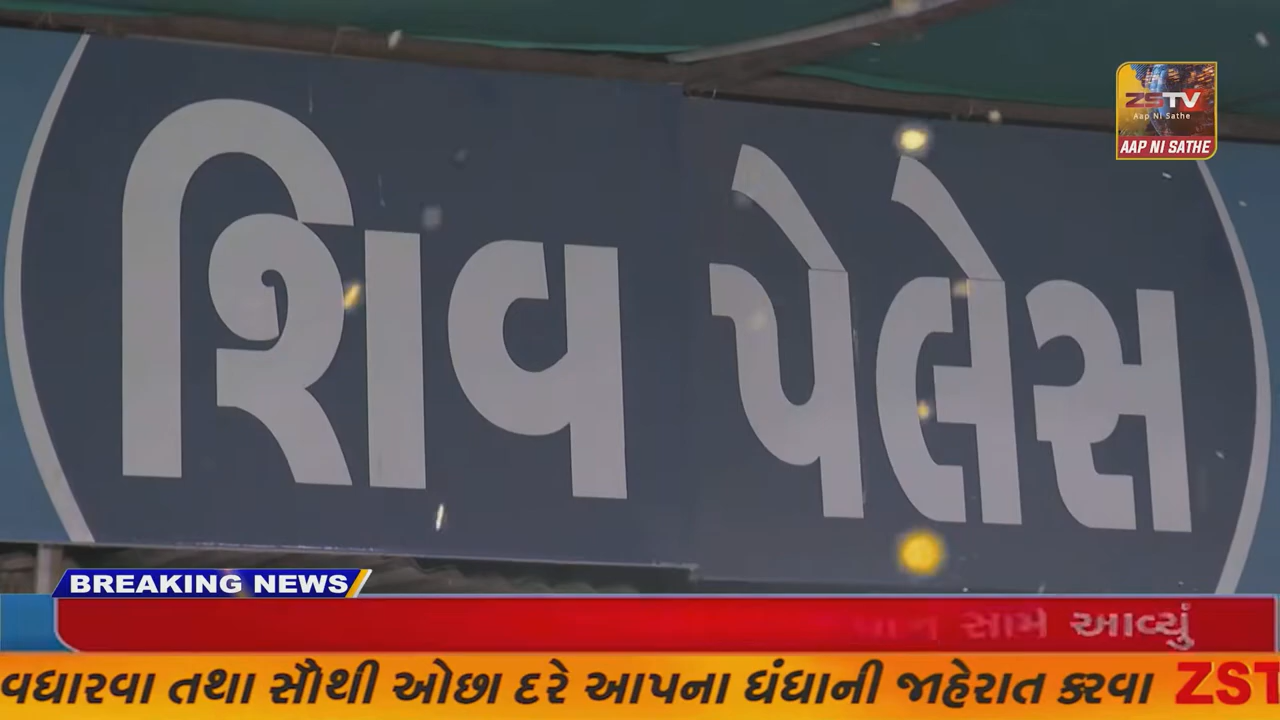 શિવ પેલેસ
ZSTV
Aap Ni Sathe
AAP NI SATHE
BREAKING NEWS
સામે આવ્યું
વધારવા તથા સૌથી ઓછા દરે આપના ધંધાની જાહેરાત કરવા ZST